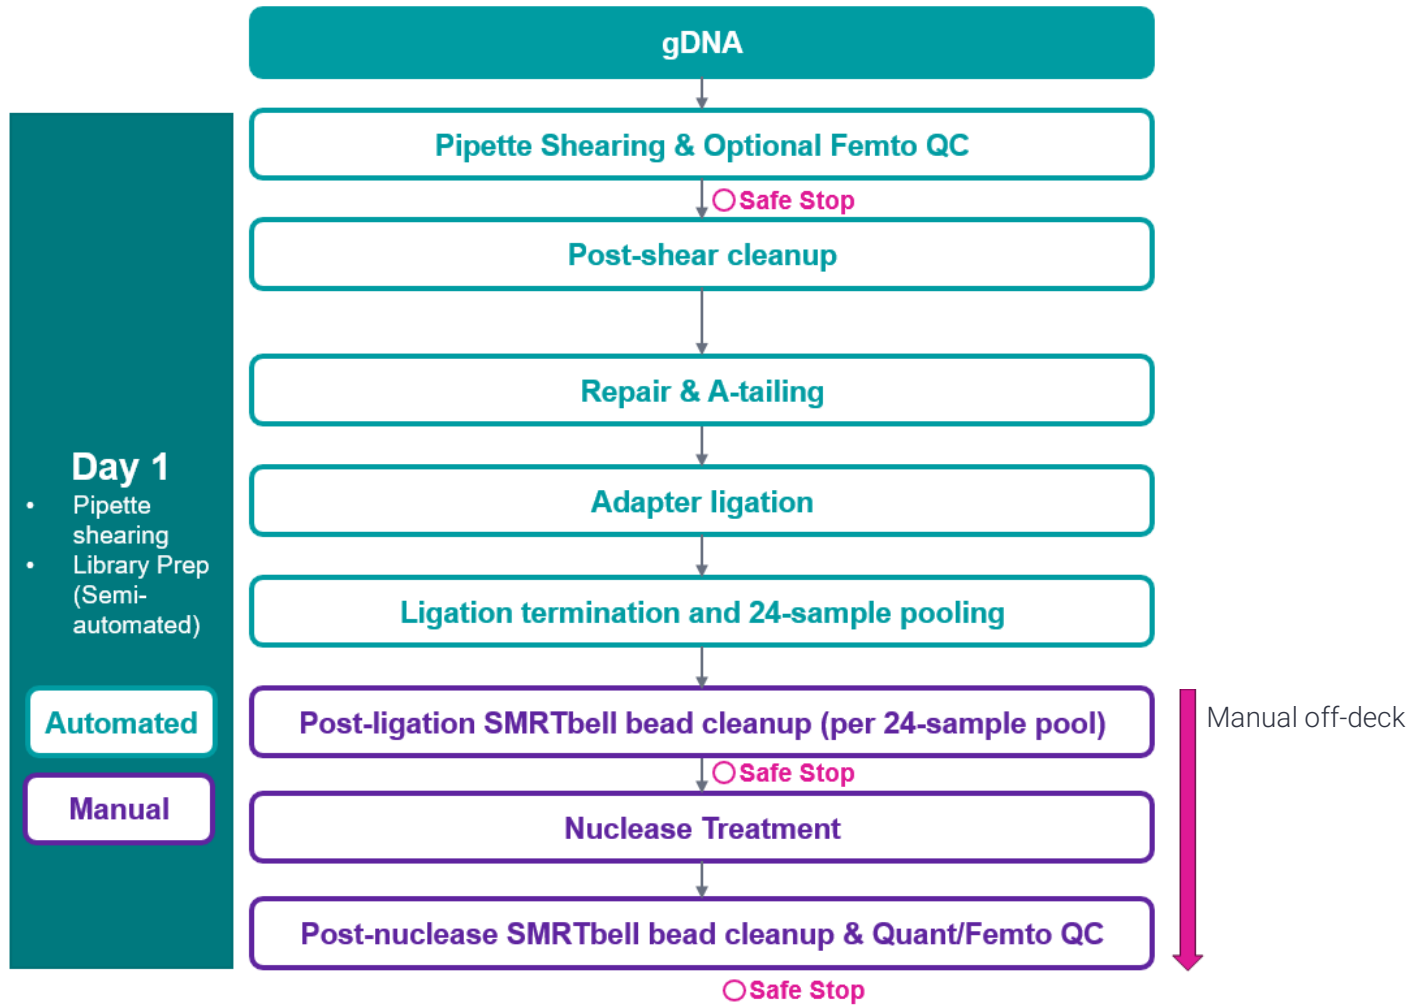 gDNA
Pipette Shearing & Optional Femto QC
Safe Stop
Post-shear cleanup
Repair & A-tailing
Adapter ligation
Ligation termination and 24-sample pooling
Post-ligation SMRTbell bead cleanup (per 24-sample pool)
Safe Stop
Nuclease Treatment
Post-nuclease SMRTbell bead cleanup & Quant/Femto QC
Safe Stop
Day 1
• Pipette
shearing
• Library Prep
(Semi-
automated)
Automated
Manual
Manual off-deck